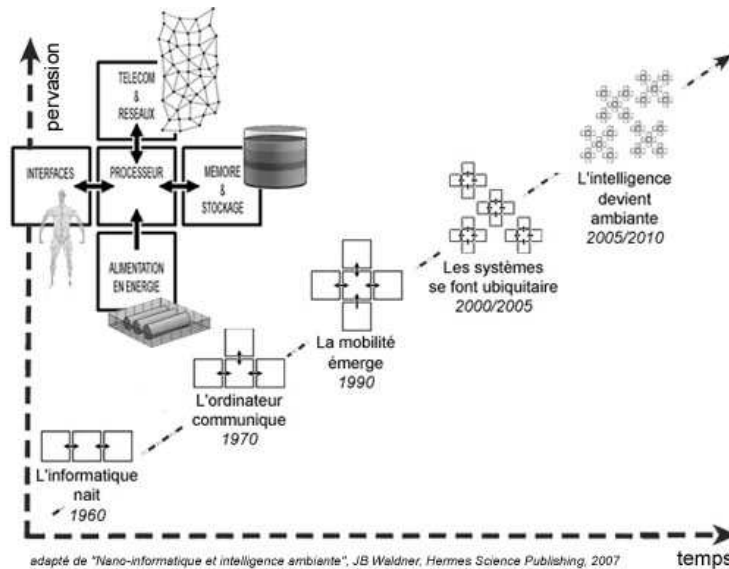 pervasion
TELECOM
&
RESEAUX
INTERFACES
PROCESSEUR
MEMOIRE
&
STOCKAGE
ALIMENTATION
EN ENERGIE
L'informatique
nait
1960
L'ordinateur
communique
1970
La mobilité
émerge
1990
Les systèmes
se font ubiquitaire
2000/2005
L'intelligence
devient
ambiante
2005/2010
temps
adapté de "Nano-informatique et intelligence ambiante", JB Waldner, Hermes Science Publishing, 2007